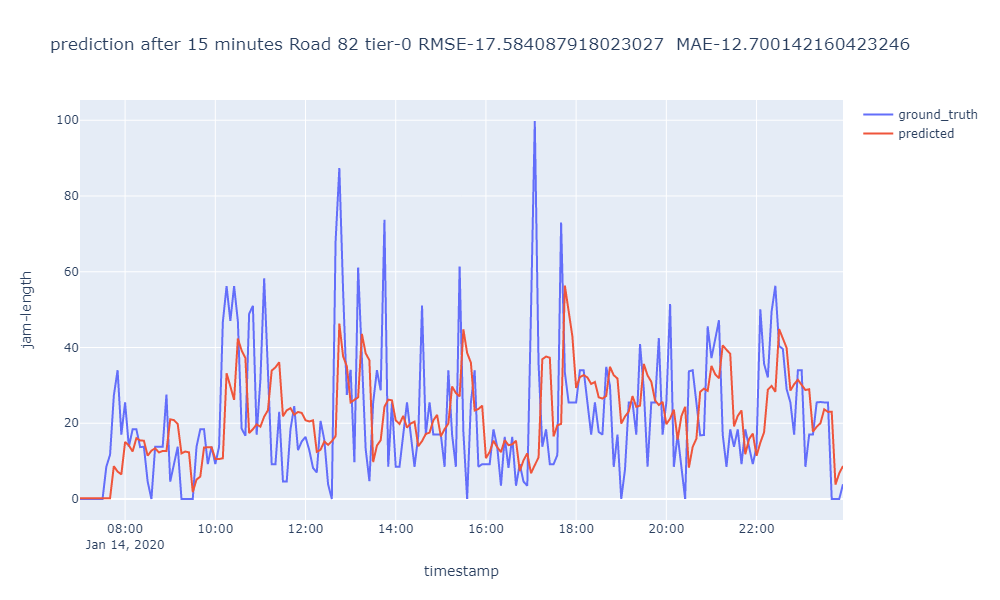 prediction after 15 minutes Road 82 tier-0 RMSE-17.584087918023027  MAE-12.700142160423246
ground_truth
predicted
100
80
60
40
20
0
jam-length
08:00 10:00 12:00 14:00 16:00 18:00 20:00 22:00
Jan 14, 2020
timestamp